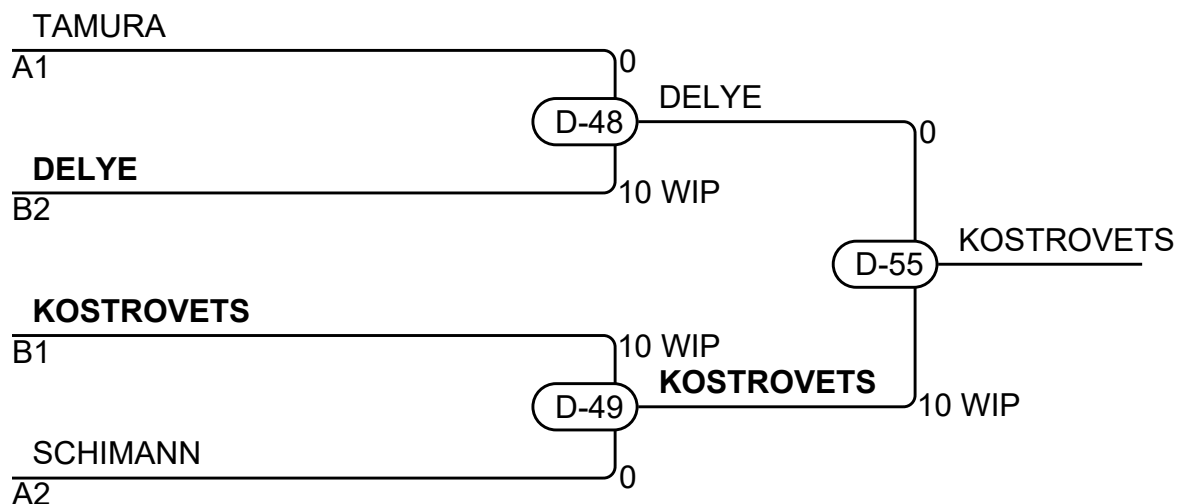 TAMURA
A1
0
D-48
DELYE
0
DELYE
B2
10 WIP
D-55
KOSTROVETS
KOSTROVETS
B1
10 WIP
KOSTROVETS
D-49
10 WIP
SCHIMANN
A2
0